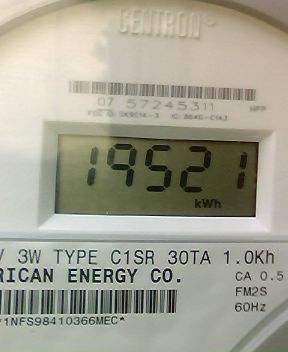 CENTRON
07 57245311
19521
kWh
3W TYPE C1SR 30TA 1.0Kh
RICAN ENERGY CO.
CA 0.5
FM2S
60Hz
1NFS98410366MEC*